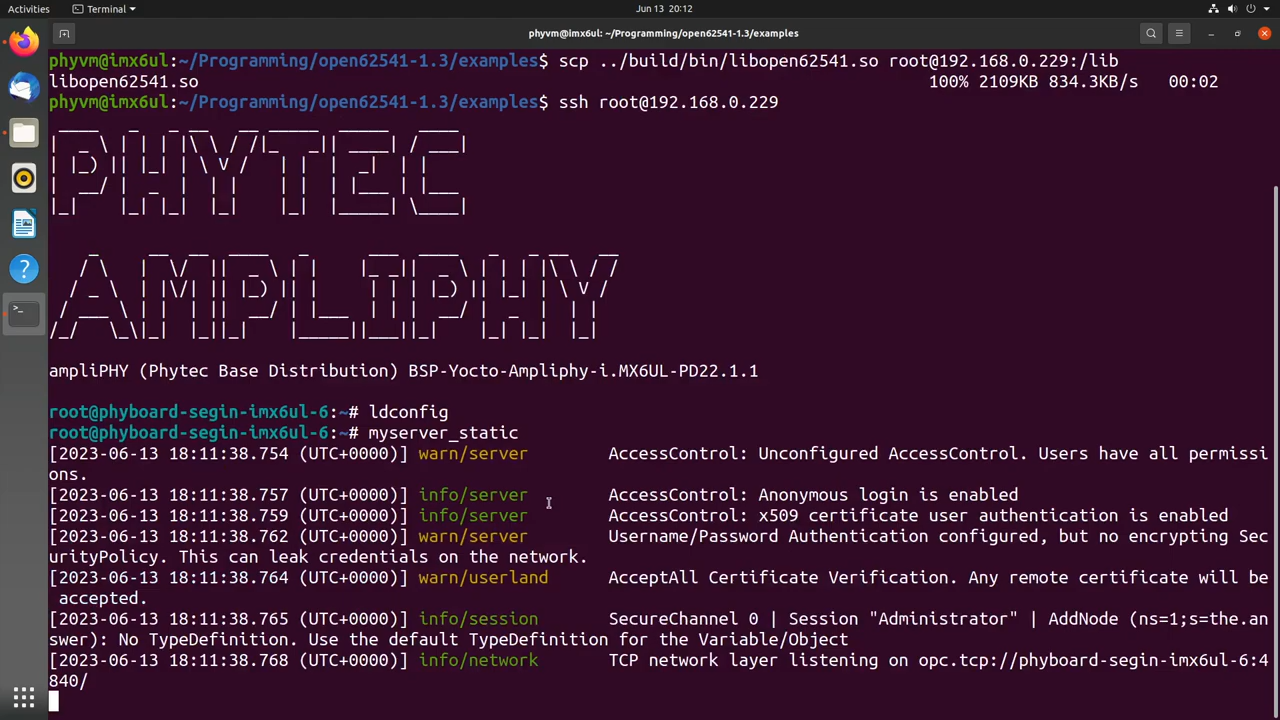 Activities
Terminal
Jun 13 20:12
phyvm@imx6ul: ~/Programming/open62541-1.3/examples
phyvm@imx6ul:~/Programming/open62541-1.3/examples$ scp ../build/bin/libopen62541.so root@192.168.0.229:/lib
libopen62541.so 100% 2109KB 834.3KB/s 00:02
phyvm@imx6ul:~/Programming/open62541-1.3/examples$ ssh root@192.168.0.229
PHYTEC
AMPLIPHY
ampliPHY (Phytec Base Distribution) BSP-Yocto-Ampliphy-i.MX6UL-PD22.1.1
root@phyboard-segin-imx6ul-6:~# ldconfig
root@phyboard-segin-imx6ul-6:~# myserver_static
[2023-06-13 18:11:38.754 (UTC+0000)] warn/server AccessControl: Unconfigured AccessControl. Users have all permissi
ons.
[2023-06-13 18:11:38.757 (UTC+0000)] info/server AccessControl: Anonymous login is enabled
[2023-06-13 18:11:38.759 (UTC+0000)] info/server AccessControl: x509 certificate user authentication is enabled
[2023-06-13 18:11:38.762 (UTC+0000)] warn/server Username/Password Authentication configured, but no encrypting Sec
urityPolicy. This can leak credentials on the network.
[2023-06-13 18:11:38.764 (UTC+0000)] warn/userland AcceptAll Certificate Verification. Any remote certificate will be
accepted.
[2023-06-13 18:11:38.765 (UTC+0000)] info/session SecureChannel 0 | Session "Administrator" | AddNode (ns=1;s=the.an
swer): No TypeDefinition. Use the default TypeDefinition for the Variable/Object
[2023-06-13 18:11:38.768 (UTC+0000)] info/network TCP network layer listening on opc.tcp://phyboard-segin-imx6ul-6:4
840/